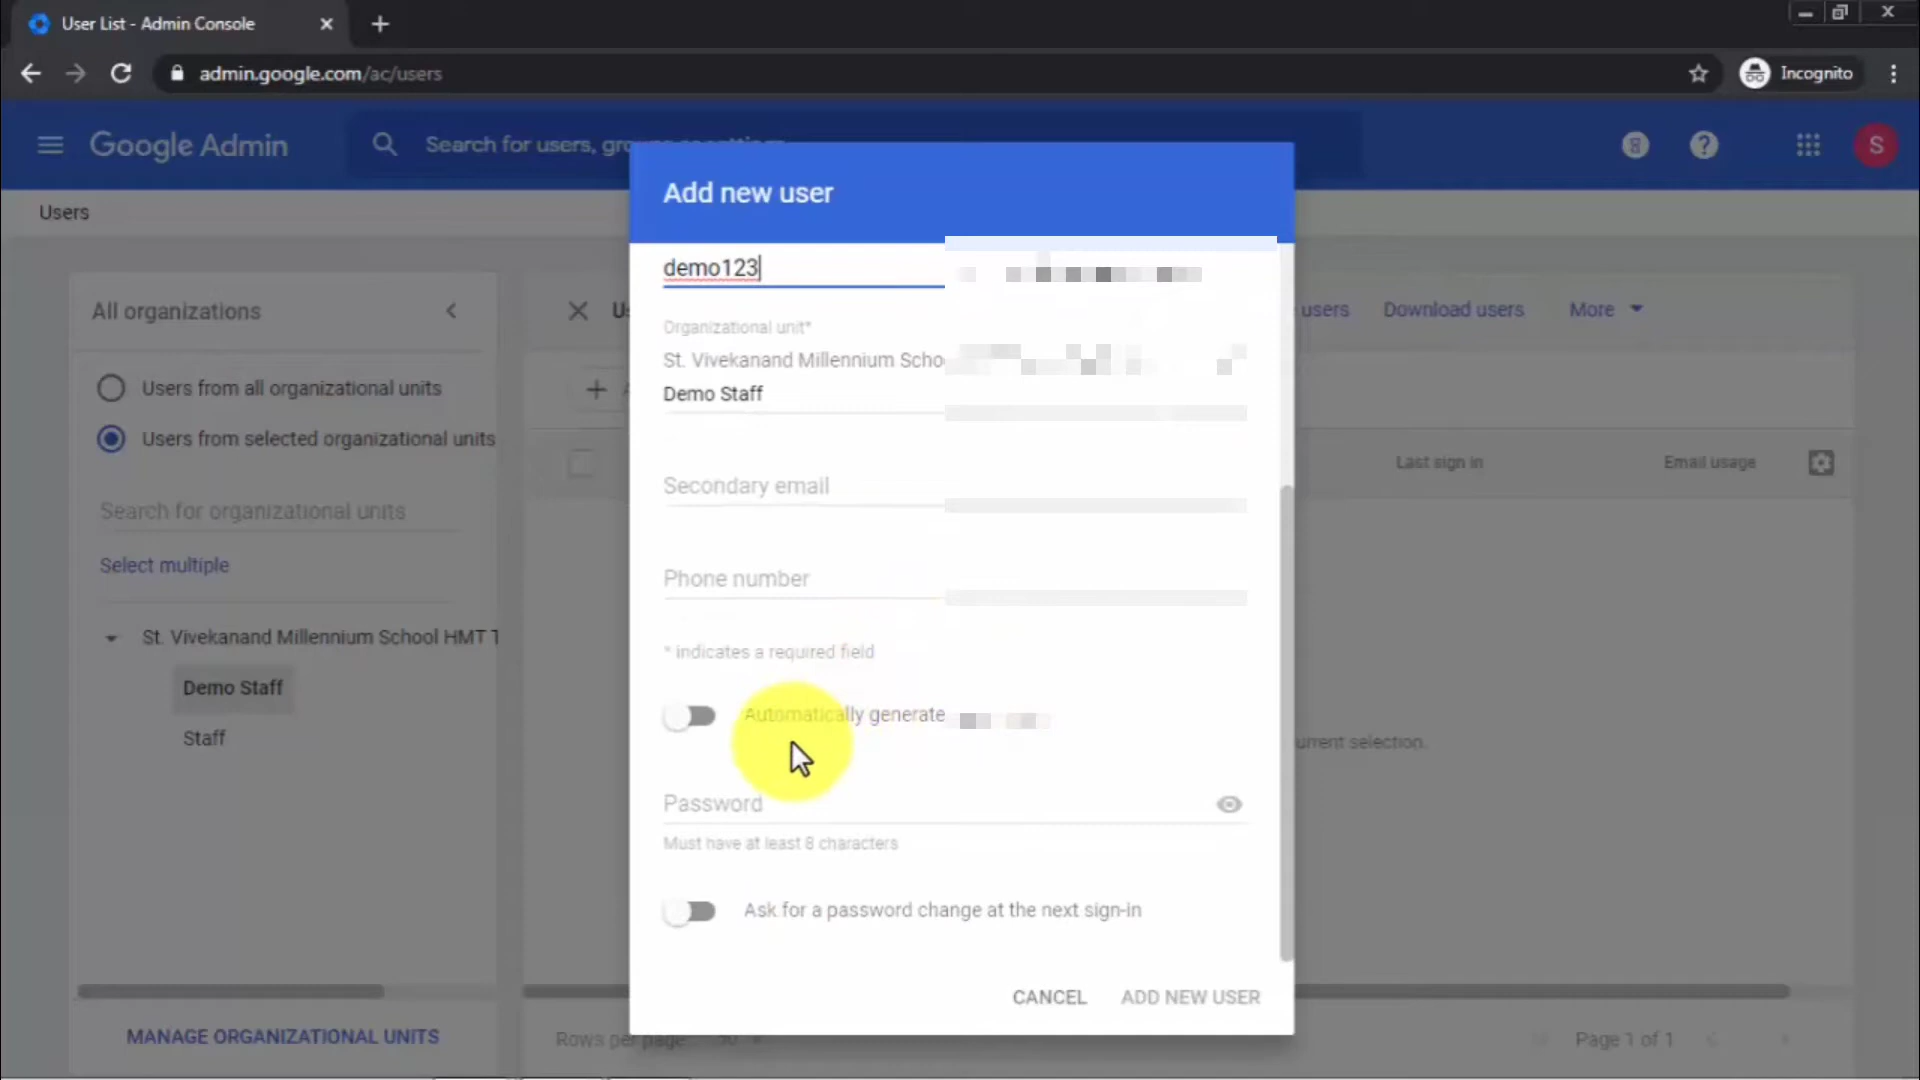 User List - Admin Console
admin.google.com/ac/users
Incognito
Google Admin
Search for users,
S
Users
Add new user
demo123
Organizational unit*
St. Vivekanand Millennium Schoo
Demo Staff
Secondary email
Phone number
* indicates a required field
Automatically generate
Password
Must have at least 8 characters
Ask for a password change at the next sign-in
CANCEL
ADD NEW USER
All organizations
Users from all organizational units
Users from selected organizational units
Search for organizational units
Select multiple
St. Vivekanand Millennium School HMT T
Demo Staff
Staff
MANAGE ORGANIZATIONAL UNITS
users
Download users
More
Last sign in
Email usage
current selection.
Rows per page:
Page 1 of 1